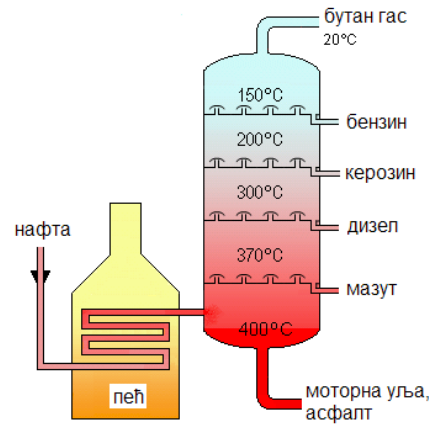 бутан гас
20°C
150°C
бензин
200°C
керозин
300°C
дизел
нафта
370°C
мазут
400°C
пећ
моторна уља,
асфалт